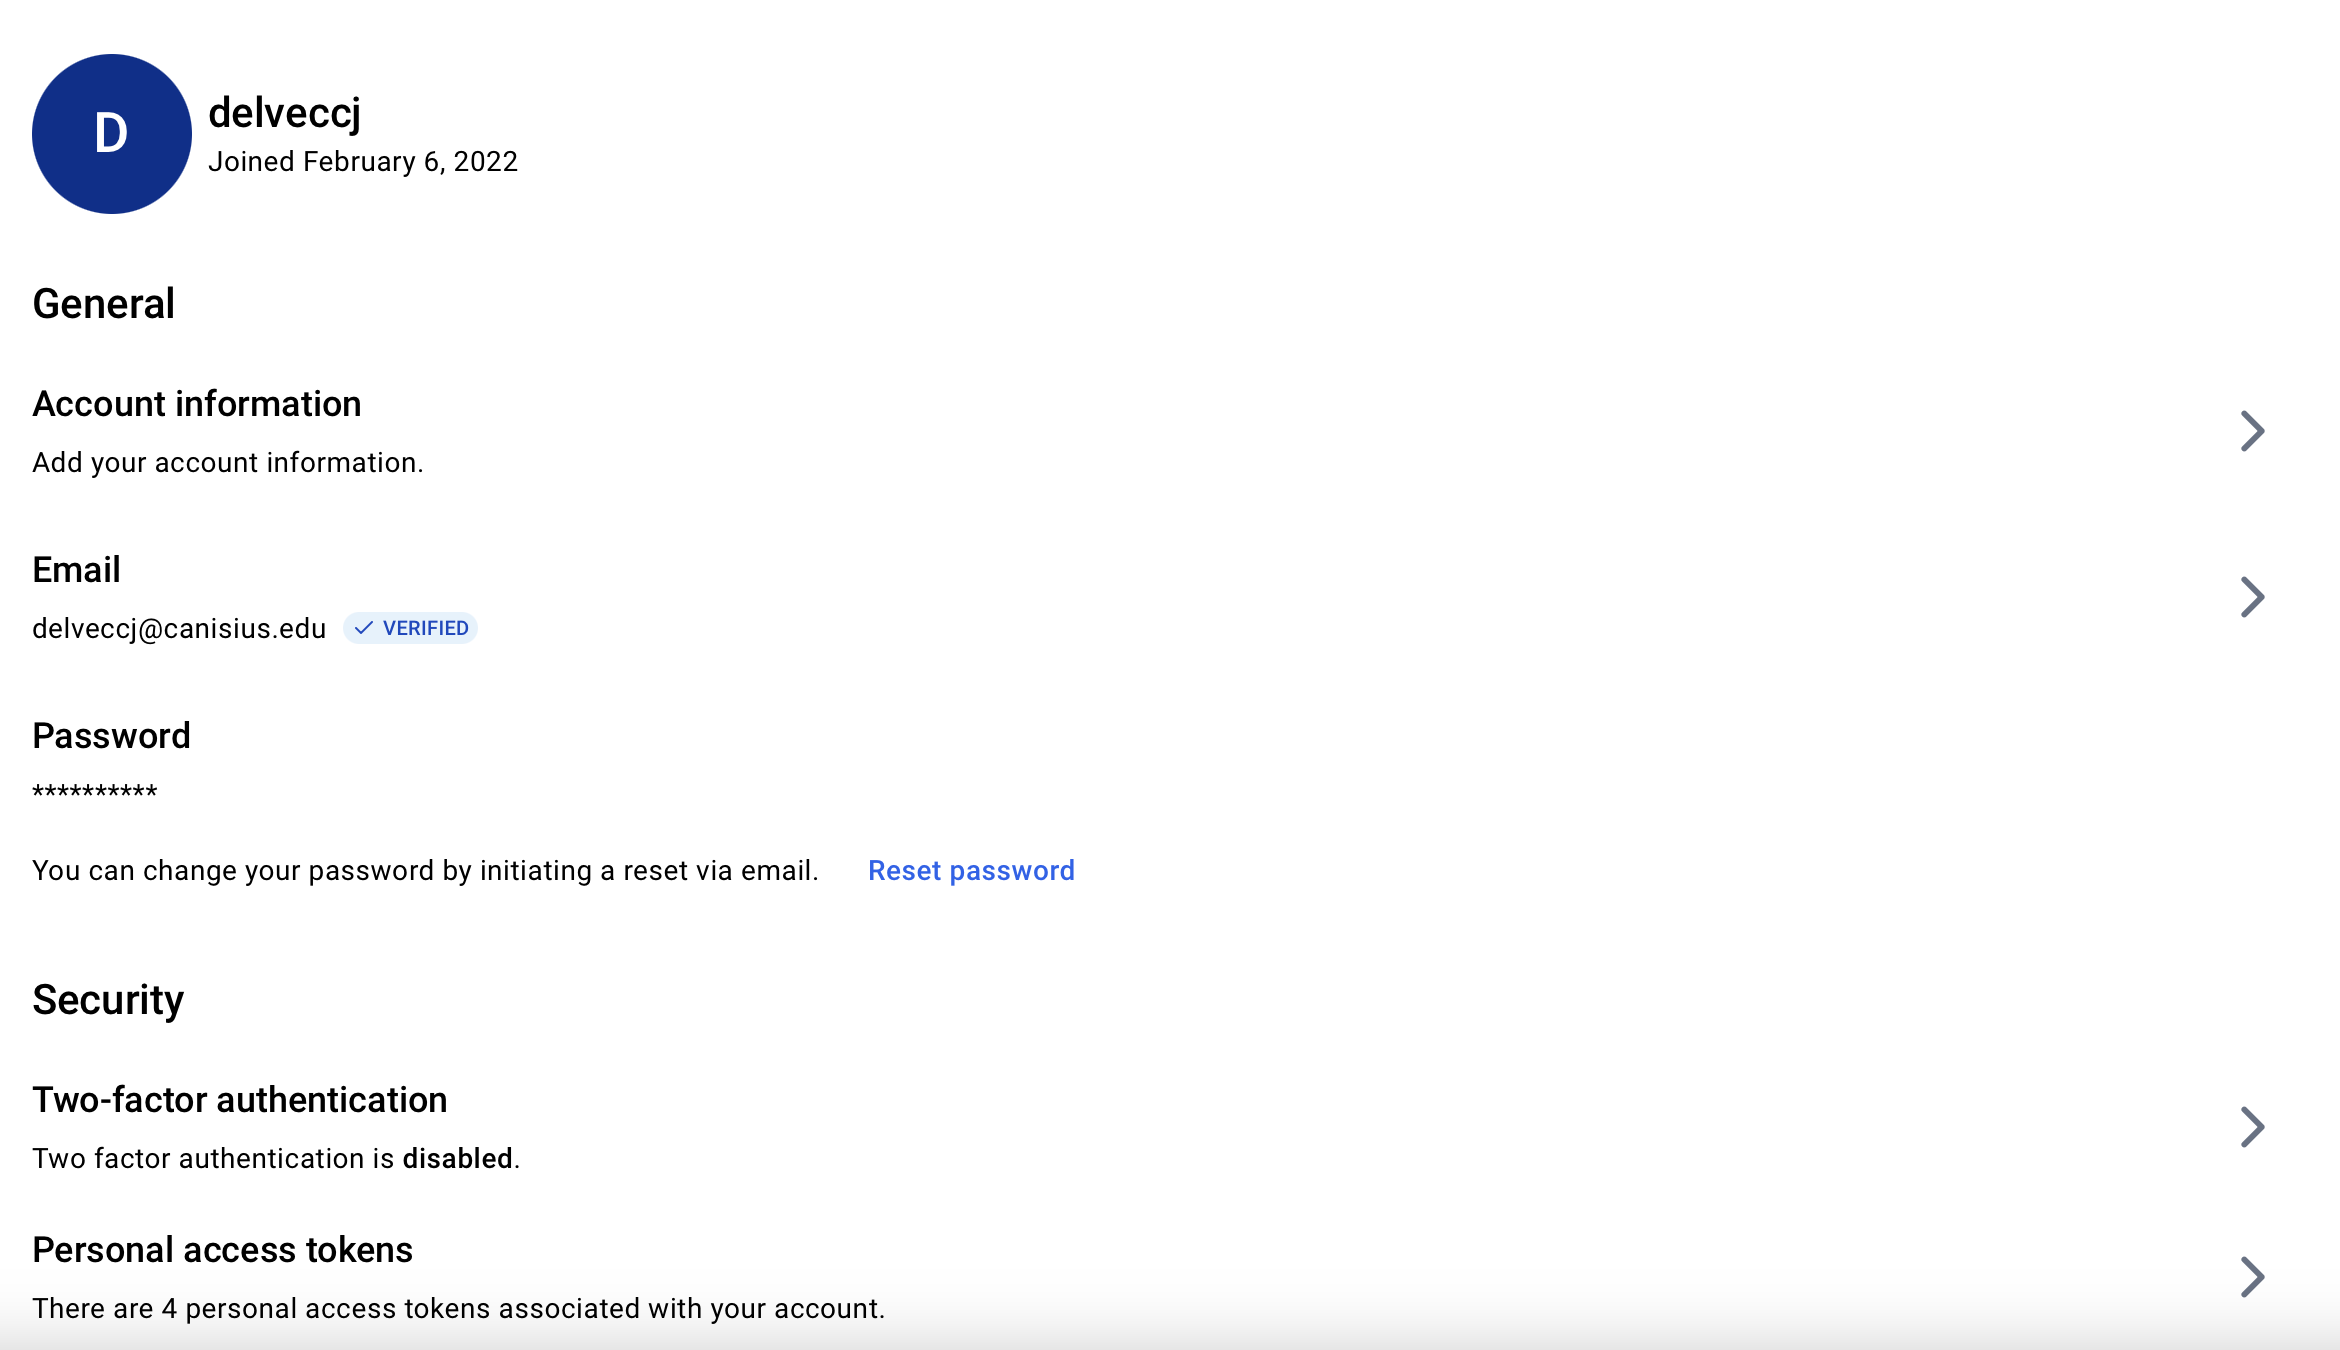 D
delveccj
Joined February 6, 2022
General
Account information
Add your account information.
Email
delveccj@canisius.edu VERIFIED
Password
**********
You can change your password by initiating a reset via email. Reset password
Security
Two-factor authentication
Two factor authentication is disabled.
Personal access tokens
There are 4 personal access tokens associated with your account.